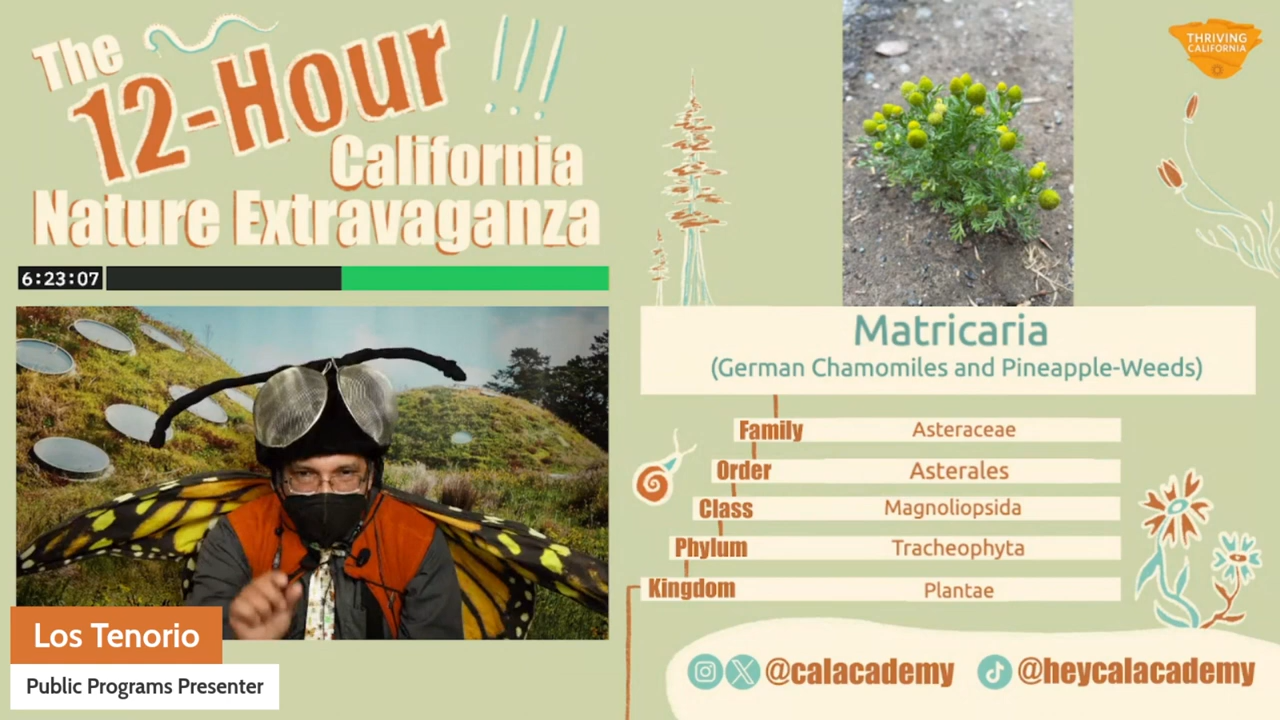 The
12-Hour
!!!
California
Nature Extravaganza
6:23:07
Los Tenorio
Public Programs Presenter
THRIVING
CALIFORNIA
Matricaria
(German Chamomiles and Pineapple-Weeds)
Family Asteraceae
Order Asterales
Class Magnoliopsida
Phylum Tracheophyta
Kingdom Plantae
@calacademy @heycalacademy